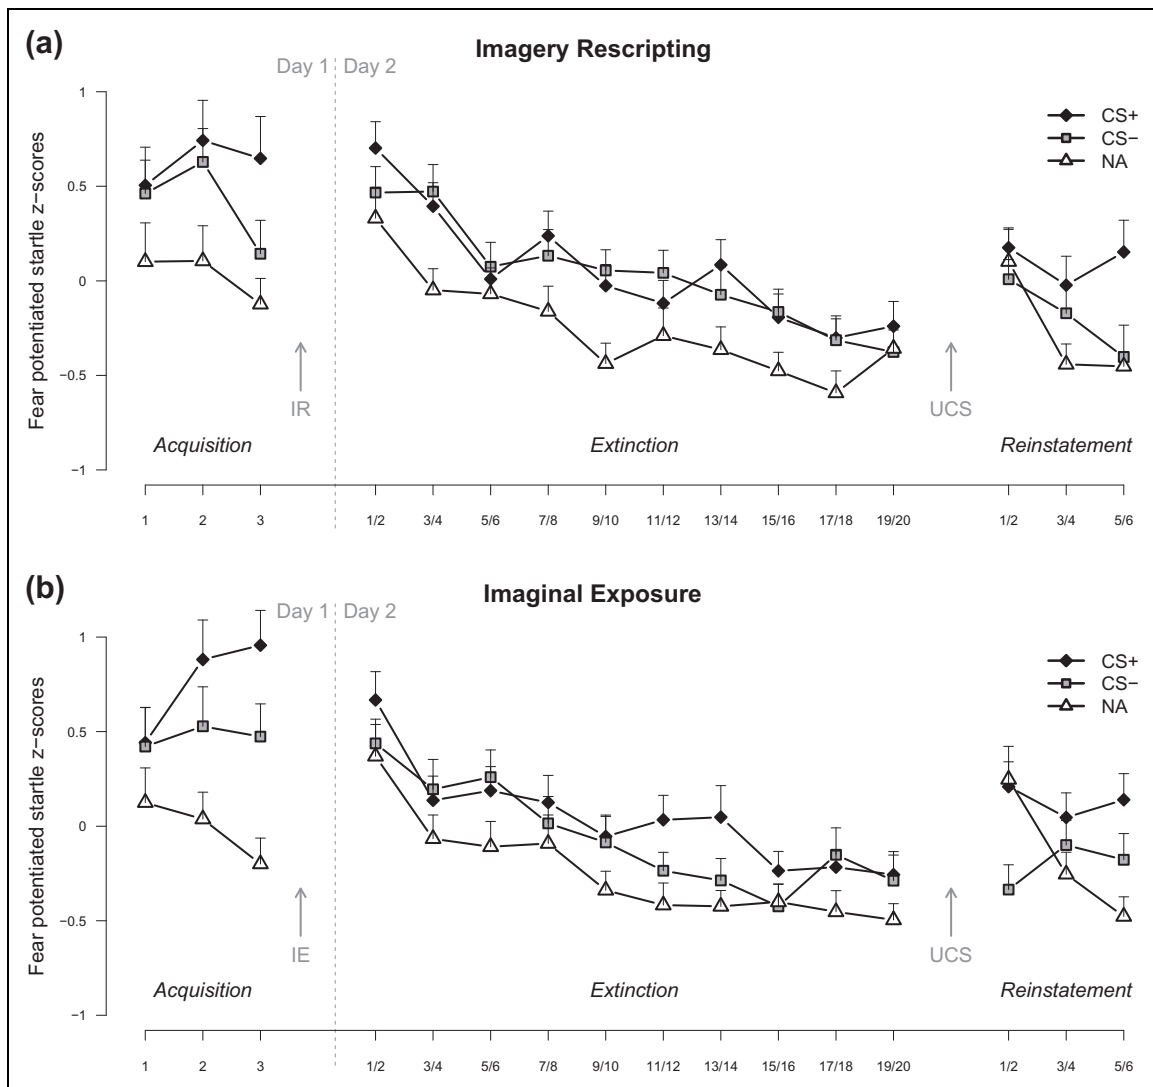 (a)
Imagery Rescripting
Day 1 Day 2
Fear potentiated startle z−scores
1
0.5
0
−0.5
−1
CS+
CS−
NA
IR
UCS
Acquisition Extinction Reinstatement
1 2 3 1/2 3/4 5/6 7/8 9/10 11/12 13/14 15/16 17/18 19/20 1/2 3/4 5/6
(b)
Imaginal Exposure
Day 1 Day 2
Fear potentiated startle z−scores
1
0.5
0
−0.5
−1
CS+
CS−
NA
IE
UCS
Acquisition Extinction Reinstatement
1 2 3 1/2 3/4 5/6 7/8 9/10 11/12 13/14 15/16 17/18 19/20 1/2 3/4 5/6